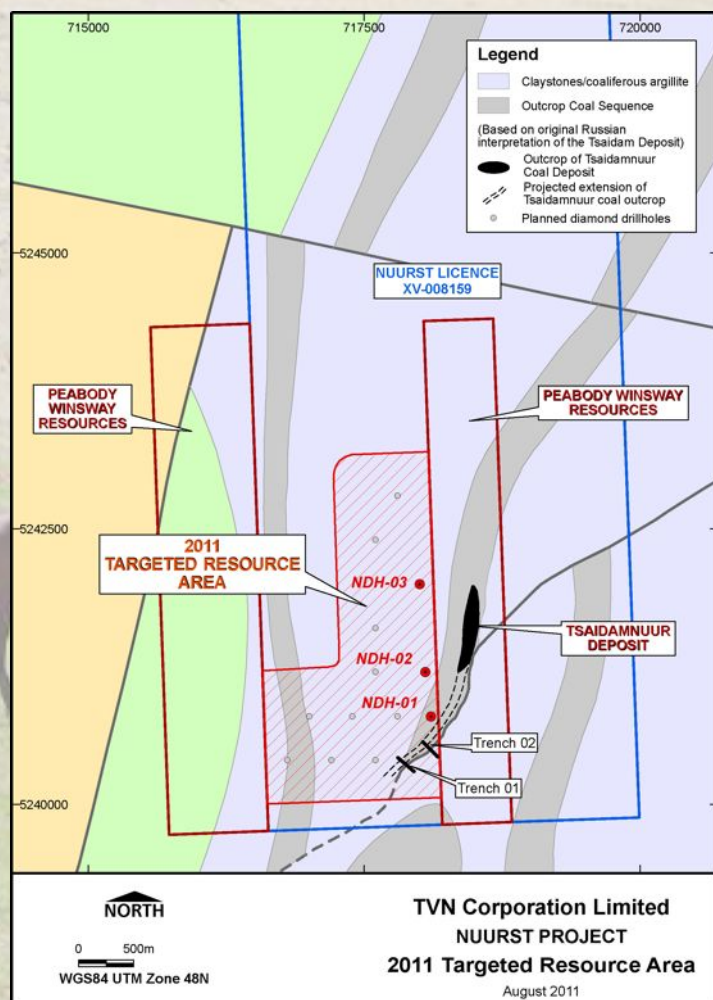 715000
717500
720000
Legend
Claystones/coaliferous argillite
Outcrop Coal Sequence
(Based on original Russian
interpretation of the Tsaidam Deposit)
Outcrop of Tsaidamnuur
Coal Deposit
Projected extension of
Tsaidamnuur coal outcrop
Planned diamond drillholes
5245000
NUURST LICENCE
XV-008159
PEABODY
WINSWAY
RESOURCES
PEABODY WINSWAY
RESOURCES
5242500
2011
TARGETED RESOURCE
AREA
NDH-03
TSAIDAMNUUR
DEPOSIT
NDH-02
NDH-01
Trench 02
Trench 01
5240000
NORTH
0 500m
WGS84 UTM Zone 48N
TVN Corporation Limited
NUURST PROJECT
2011 Targeted Resource Area
August 2011